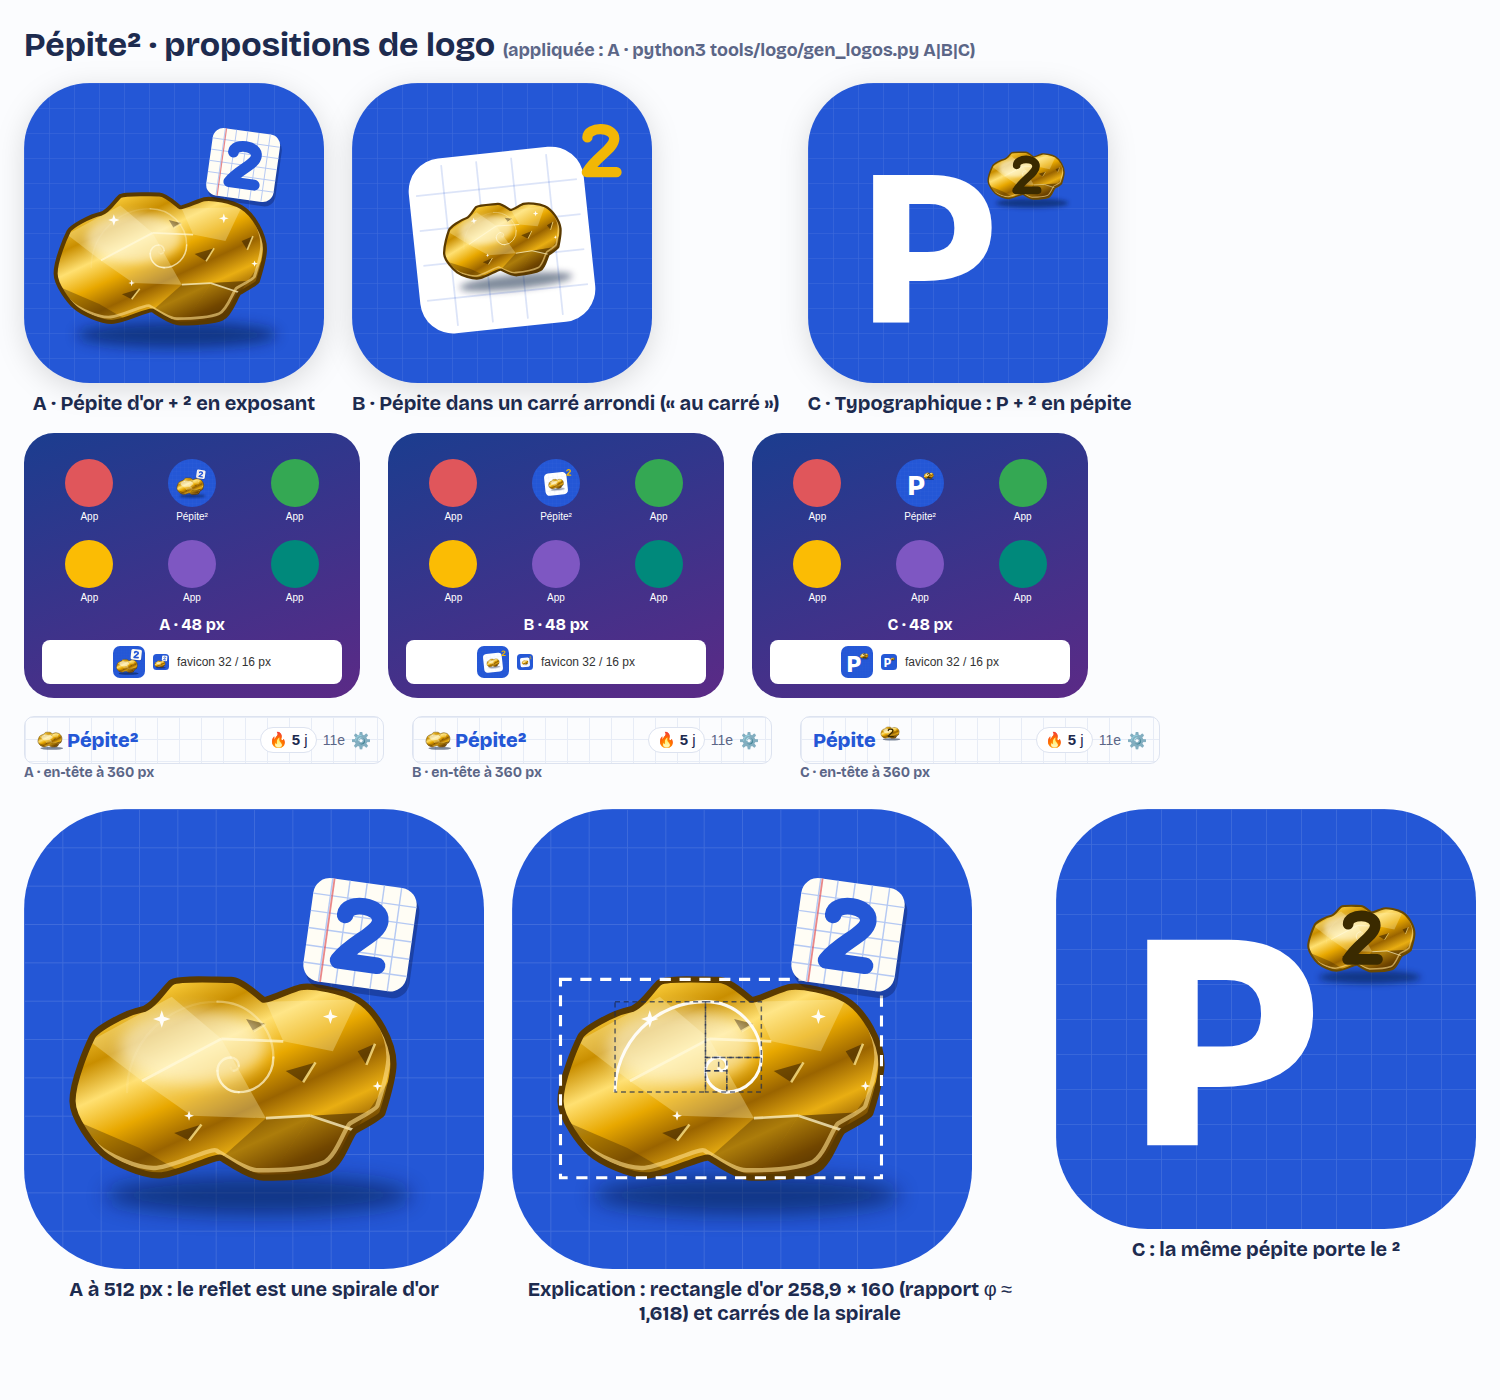 Pépite² · propositions de logo (appliquée : A · python3 tools/logo/gen_logos.py A|B|C)
2
2
P
2
A · Pépite d'or + ² en exposant
B · Pépite dans un carré arrondi (« au carré »)
C · Typographique : P + ² en pépite
2
2
P
App
Pépite²
App
App
Pépite²
App
App
Pépite²
App
App
App
App
App
App
App
App
App
App
A · 48 px
B · 48 px
C · 48 px
2
favicon 32 / 16 px
favicon 32 / 16 px
P
P
favicon 32 / 16 px
Pépite²
5 j
11e
Pépite²
5 j
11e
Pépite 2
5 j
11e
A · en-tête à 360 px
B · en-tête à 360 px
C · en-tête à 360 px
2
2
P
2
A à 512 px : le reflet est une spirale d'or
Explication : rectangle d'or 258,9 × 160 (rapport φ ≈
1,618) et carrés de la spirale
C : la même pépite porte le ²